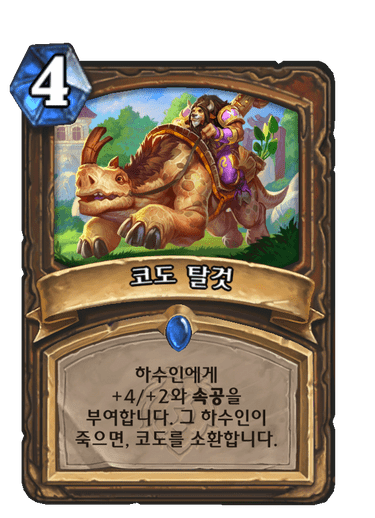 4
코도 탈것
하수인에게
+4/+2와 속공을
부여합니다. 그 하수인이
죽으면, 코도를 소환합니다.